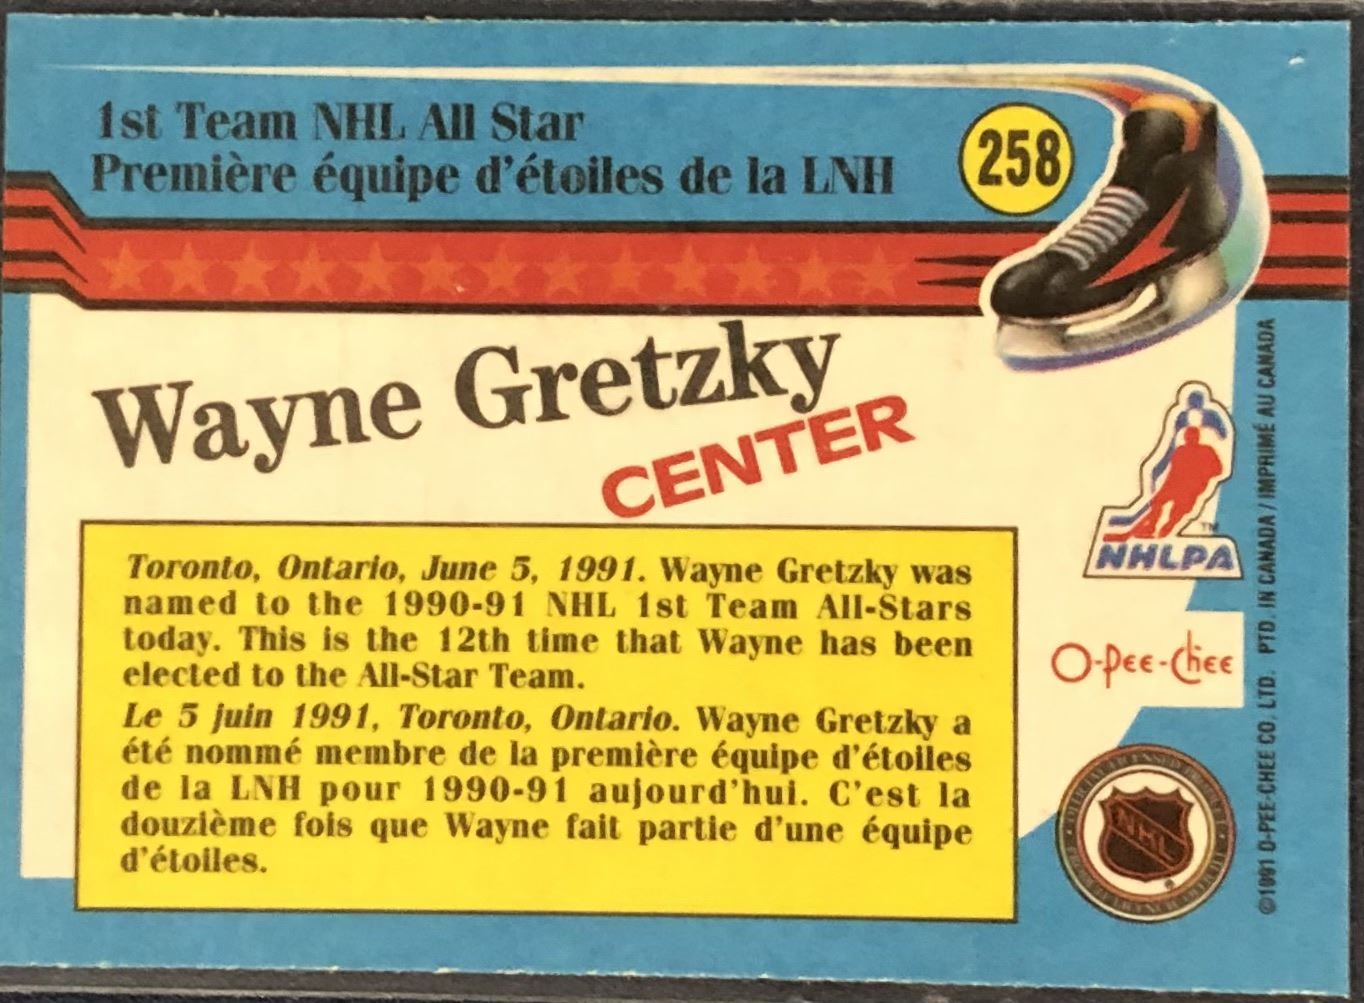 1st Team NHL All Star
Première équipe d'étoiles de la LNH
258
Wayne Gretzky
CENTER
Toronto, Ontario, June 5, 1991. Wayne Gretzky was
named to the 1990-91 NHL 1st Team All-Stars
today. This is the 12th time that Wayne has been
elected to the All-Star Team.
Le 5 juin 1991, Toronto, Ontario. Wayne Gretzky a
été nommé membre de la première équipe d'étoiles
de la LNH pour 1990-91 aujourd'hui. C'est la
douzième fois que Wayne fait partie d'une équipe
d'étoiles.
TM
NHLPA
O-Pee-Chee
NHL
©1991 O-PEE-CHEE CO. LTD. PTD. IN CANADA / IMPRIMÉ AU CANADA